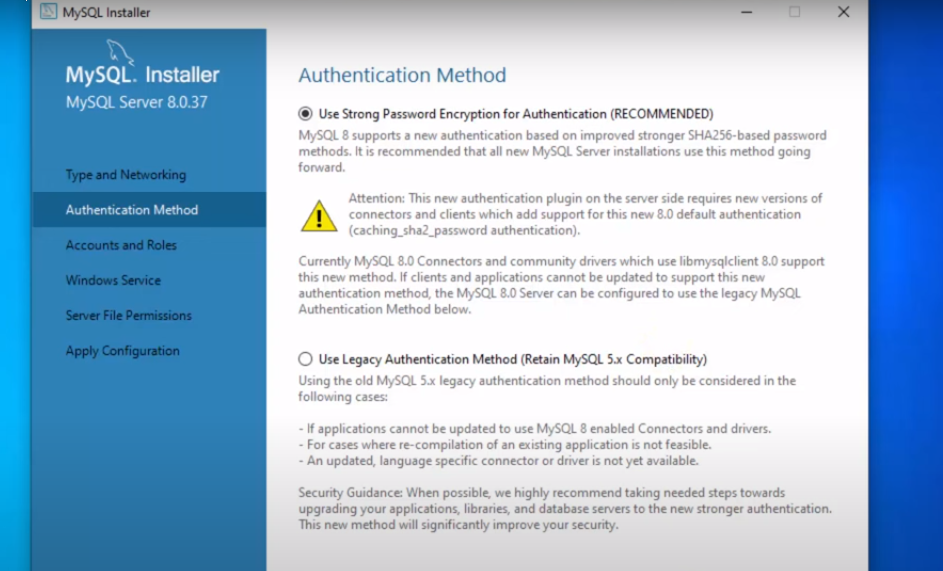 MySQL Installer
MySQL. Installer
MySQL Server 8.0.37
Type and Networking
Authentication Method
Accounts and Roles
Windows Service
Server File Permissions
Apply Configuration
Authentication Method
Use Strong Password Encryption for Authentication (RECOMMENDED)
MySQL 8 supports a new authentication based on improved stronger SHA256-based password
methods. It is recommended that all new MySQL Server installations use this method going
forward.
Attention: This new authentication plugin on the server side requires new versions of
connectors and clients which add support for this new 8.0 default authentication
(caching_sha2_password authentication).
Currently MySQL 8.0 Connectors and community drivers which use libmysqlclient 8.0 support
this new method. If clients and applications cannot be updated to support this new
authentication method, the MySQL 8.0 Server can be configured to use the legacy MySQL
Authentication Method below.
Use Legacy Authentication Method (Retain MySQL 5.x Compatibility)
Using the old MySQL 5.x legacy authentication method should only be considered in the
following cases:
- If applications cannot be updated to use MySQL 8 enabled Connectors and drivers.
- For cases where re-compilation of an existing application is not feasible.
- An updated, language specific connector or driver is not yet available.
Security Guidance: When possible, we highly recommend taking needed steps towards
upgrading your applications, libraries, and database servers to the new stronger authentication.
This new method will significantly improve your security.